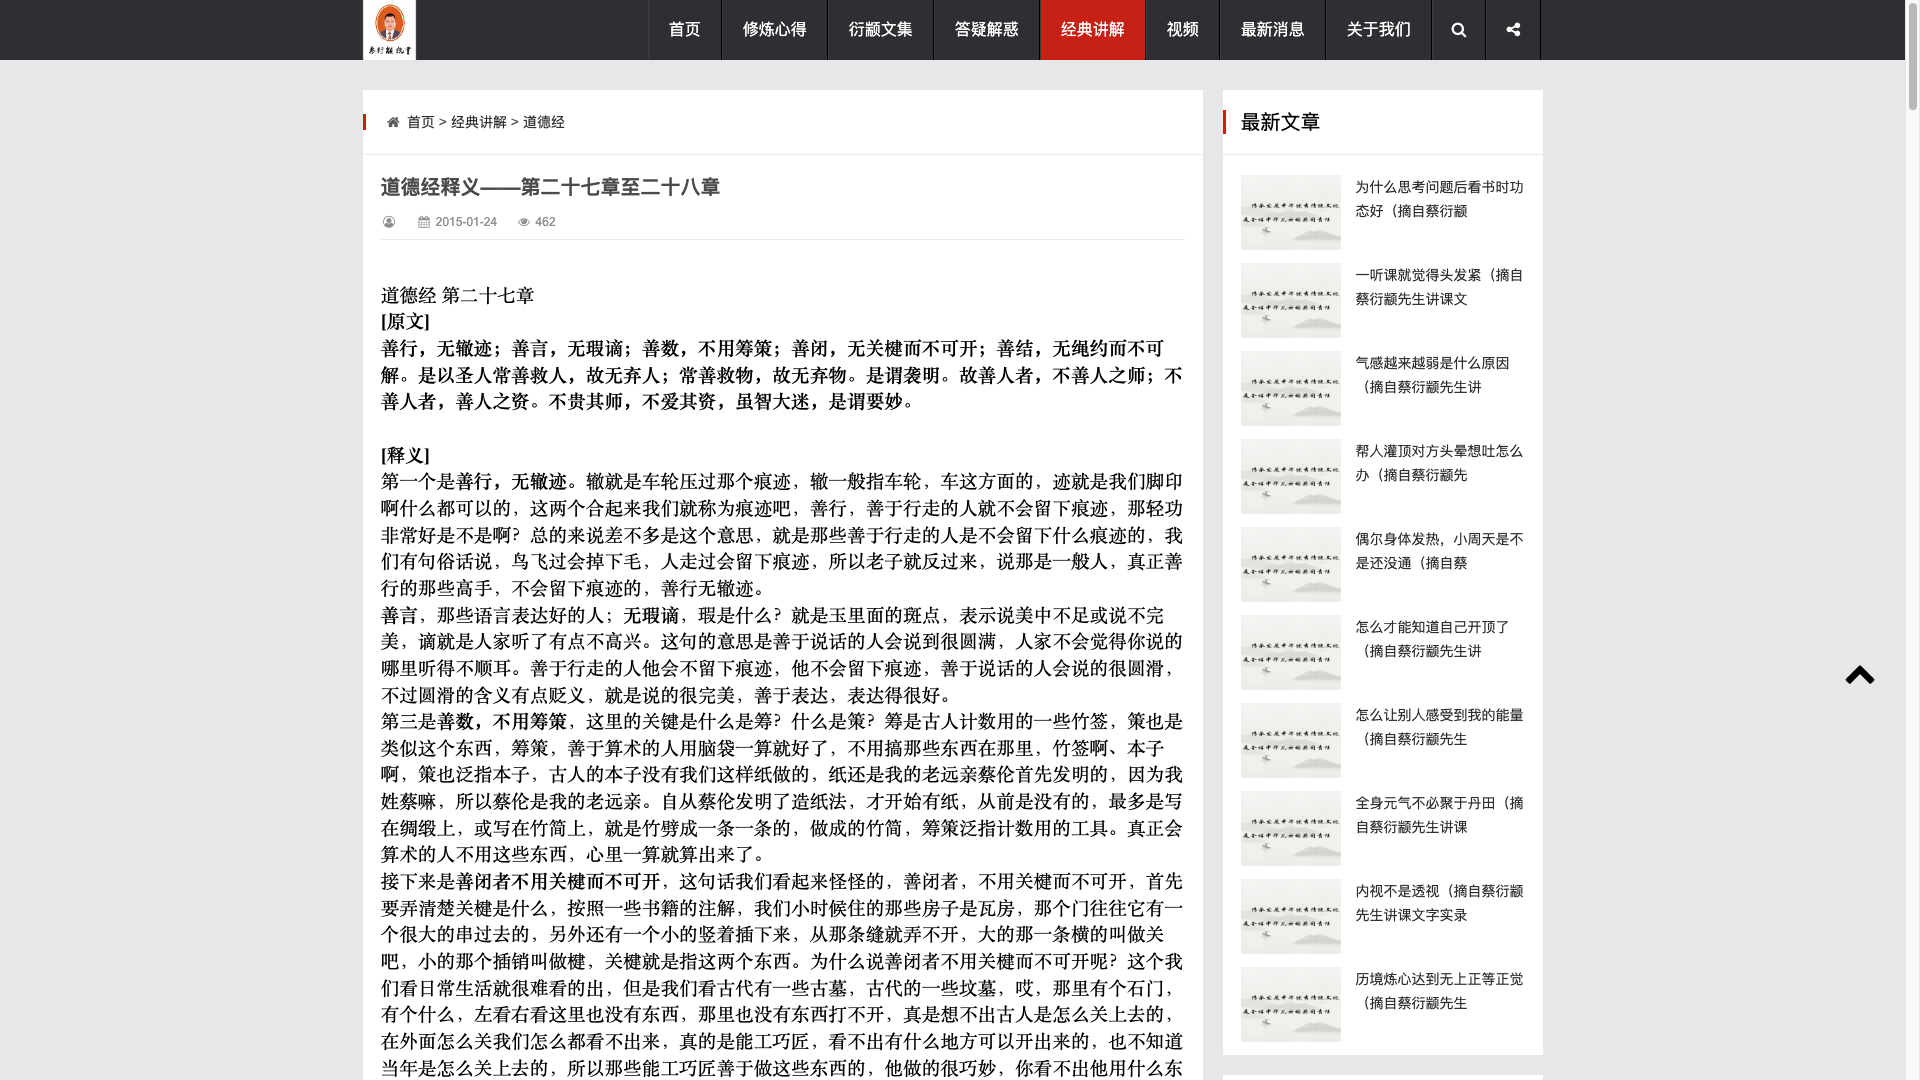 首页
修炼心得
衍颛文集
答疑解惑
经典讲解
视频
最新消息
关于我们
首页 > 经典讲解 > 道德经
道德经释义——第二十七章至二十八章
2015-01-24
462
道德经 第二十七章
[原文]
善行，无辙迹；善言，无瑕谪；善数，不用筹策；善闭，无关楗而不可开；善结，无绳约而不可
解。是以圣人常善救人，故无弃人；常善救物，故无弃物。是谓袭明。故善人者，不善人之师；不
善人者，善人之资。不贵其师，不爱其资，虽智大迷，是谓要妙。
[释义]
第一个是善行，无辙迹。辙就是车轮压过那个痕迹，辙一般指车轮，车这方面的，迹就是我们脚印
啊什么都可以的，这两个合起来我们就称为痕迹吧，善行，善于行走的人就不会留下痕迹，那轻功
非常好是不是啊？总的来说差不多是这个意思，就是那些善于行走的人是不会留下什么痕迹的，我
们有句俗话说，鸟飞过会掉下毛，人走过会留下痕迹，所以老子就反过来，说那是一般人，真正善
行的那些高手，不会留下痕迹的，善行无辙迹。
善言，那些语言表达好的人；无瑕谪，瑕是什么？就是玉里面的斑点，表示说美中不足或说不完
美，谪就是人家听了有点不高兴。这句的意思是善于说话的人会说到很圆满，人家不会觉得你说的
哪里听得不顺耳。善于行走的人他会不留下痕迹，他不会留下痕迹，善于说话的人会说的很圆滑，
不过圆滑的含义有点贬义，就是说的很完美，善于表达，表达得很好。
第三是善数，不用筹策，这里的关键是什么是筹？什么是策？筹是古人计数用的一些竹签，策也是
类似这个东西，筹策，善于算术的人用脑袋一算就好了，不用搞那些东西在那里，竹签啊、本子
啊，策也泛指本子，古人的本子没有我们这样纸做的，纸还是我的老远亲蔡伦首先发明的，因为我
姓蔡嘛，所以蔡伦是我的老远亲。自从蔡伦发明了造纸法，才开始有纸，从前是没有的，最多是写
在绸缎上，或写在竹简上，就是竹劈成一条一条的，做成的竹简，筹策泛指计数用的工具。真正会
算术的人不用这些东西，心里一算就算出来了。
接下来是善闭者不用关楗而不可开，这句话我们看起来怪怪的，善闭者，不用关楗而不可开，首先
要弄清楚关楗是什么，按照一些书籍的注解，我们小时候住的那些房子是瓦房，那个门往往它有一
个很大的串过去的，另外还有一个小的竖着插下来，从那条缝就弄不开，大的那一条横的叫做关
吧，小的那个插销叫做楗，关楗就是指这两个东西。为什么说善闭者不用关楗而不可开呢？这个我
们看日常生活就很难看的出，但是我们看古代有一些古墓，古代的一些坟墓，哎，那里有个石门，
有个什么，左看右看这里也没有东西，那里也没有东西打不开，真是想不出古人是怎么关上去的，
在外面怎么关我们怎么都看不出来，真的是能工巧匠，看不出有什么地方可以开出来的，也不知道
当年是怎么关上去的，所以那些能工巧匠善于做这些东西的，他做的很巧妙，你看不出他用什么东
最新文章
为什么思考问题后看书时功
态好（摘自蔡衍颛
一听课就觉得头发紧（摘自
蔡衍颛先生讲课文
气感越来越弱是什么原因
（摘自蔡衍颛先生讲
帮人灌顶对方头晕想吐怎么
办（摘自蔡衍颛先
偶尔身体发热，小周天是不
是还没通（摘自蔡
怎么才能知道自己开顶了
（摘自蔡衍颛先生讲
怎么让别人感受到我的能量
（摘自蔡衍颛先生
全身元气不必聚于丹田（摘
自蔡衍颛先生讲课
内视不是透视（摘自蔡衍颛
先生讲课文字实录
历境炼心达到无上正等正觉
（摘自蔡衍颛先生